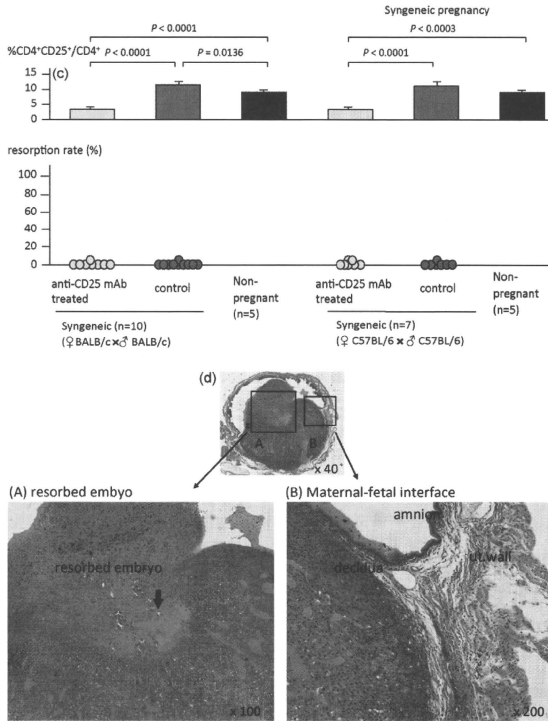 Syngeneic pregnancy
P < 0.0001
P < 0.0003
%CD4+CD25+/CD4+
P < 0.0001
P = 0.0136
P < 0.0001
(c)
15
10
5
0
resorption rate (%)
100
80
60
40
20
0
anti-CD25 mAb treated
control
Non-pregnant (n=5)
anti-CD25 mAb treated
control
Non-pregnant (n=5)
Syngeneic (n=10)
(♀ BALB/c × ♂ BALB/c)
Syngeneic (n=7)
(♀ C57BL/6 × ♂ C57BL/6)
(d)
A
B
x 40
(A) resorbed embyo
(B) Maternal-fetal interface
amnion
resorbed embryo
decidua
ut.wall
x 100
x 200